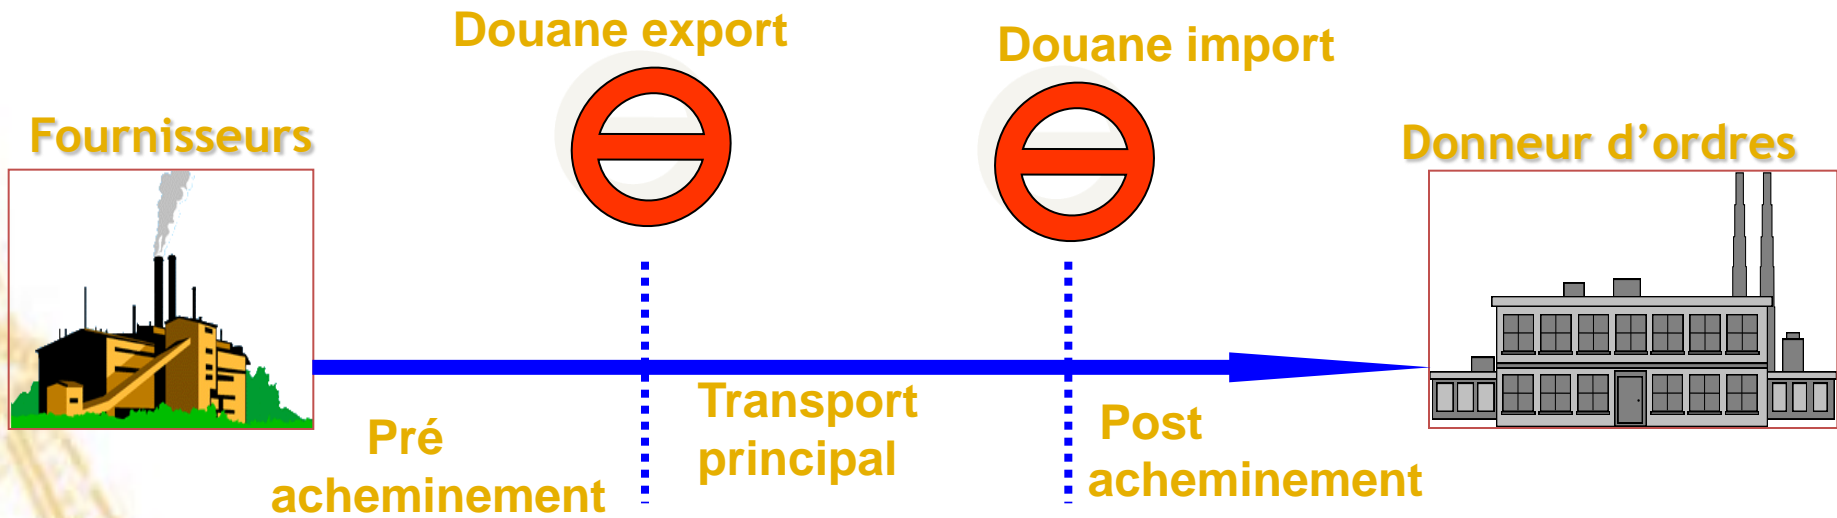 Douane export
Douane import
Fournisseurs
Donneur d’ordres
Pré
acheminement
Transport
principal
Post
acheminement